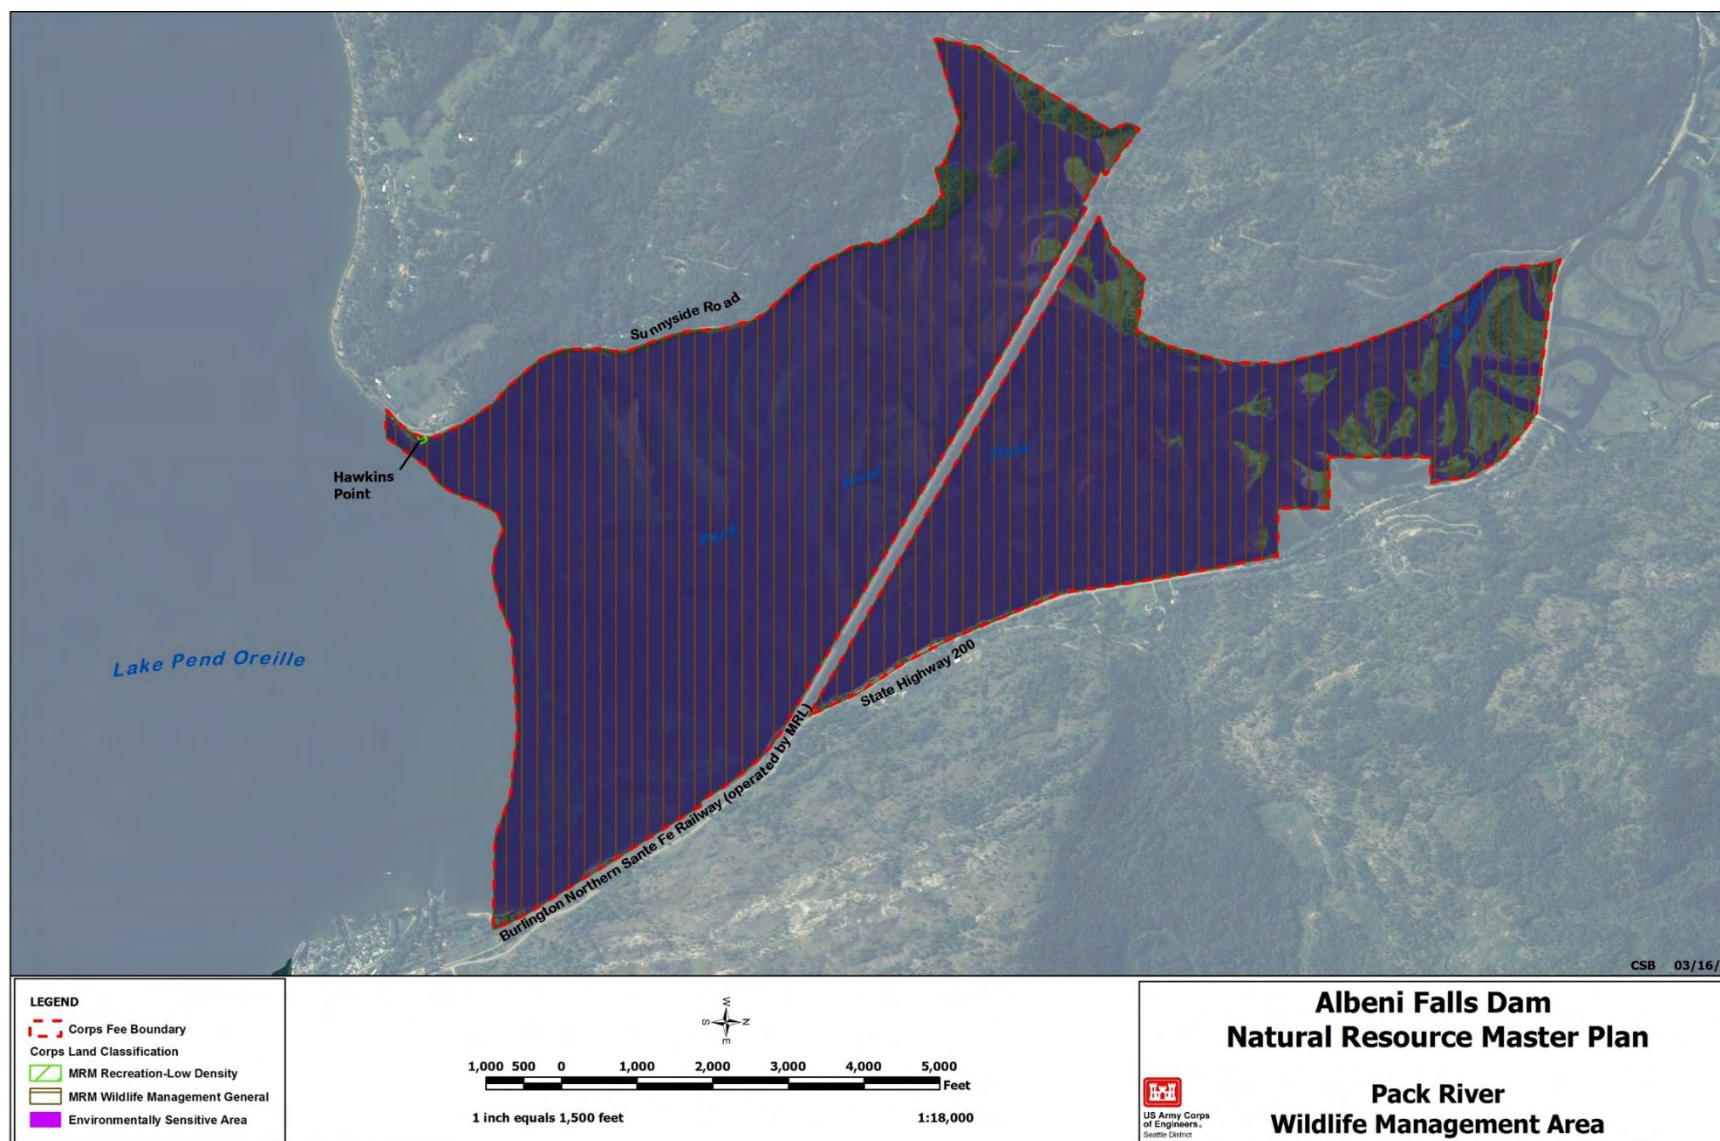 Sunnyside Road
Hawkins
Point
Pack
River
Flats
Lake Pend Oreille
State Highway 200
Burlington Northern Sante Fe Railway (operated by MRL)
CSB 03/16/
LEGEND
Corps Fee Boundary
Corps Land Classification
MRM Recreation-Low Density
MRM Wildlife Management General
Environmentally Sensitive Area
W
S N
E
1,000 500 0 1,000 2,000 3,000 4,000 5,000
Feet
1 inch equals 1,500 feet 1:18,000
Albeni Falls Dam
Natural Resource Master Plan
US Army Corps
of Engineers®
Seattle District
Pack River
Wildlife Management Area